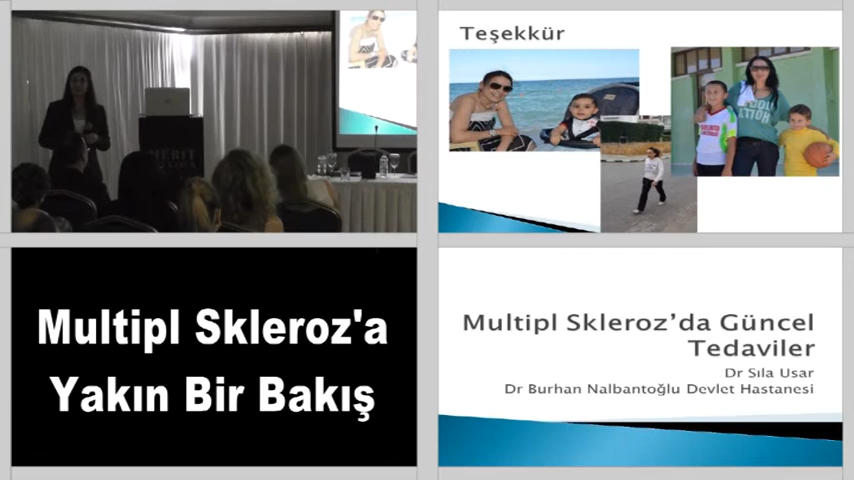 MERIT
Teşekkür
Multipl Skleroz'a
Yakın Bir Bakış
Multipl Skleroz’da Güncel
Tedaviler
Dr Sıla Usar
Dr Burhan Nalbantoğlu Devlet Hastanesi